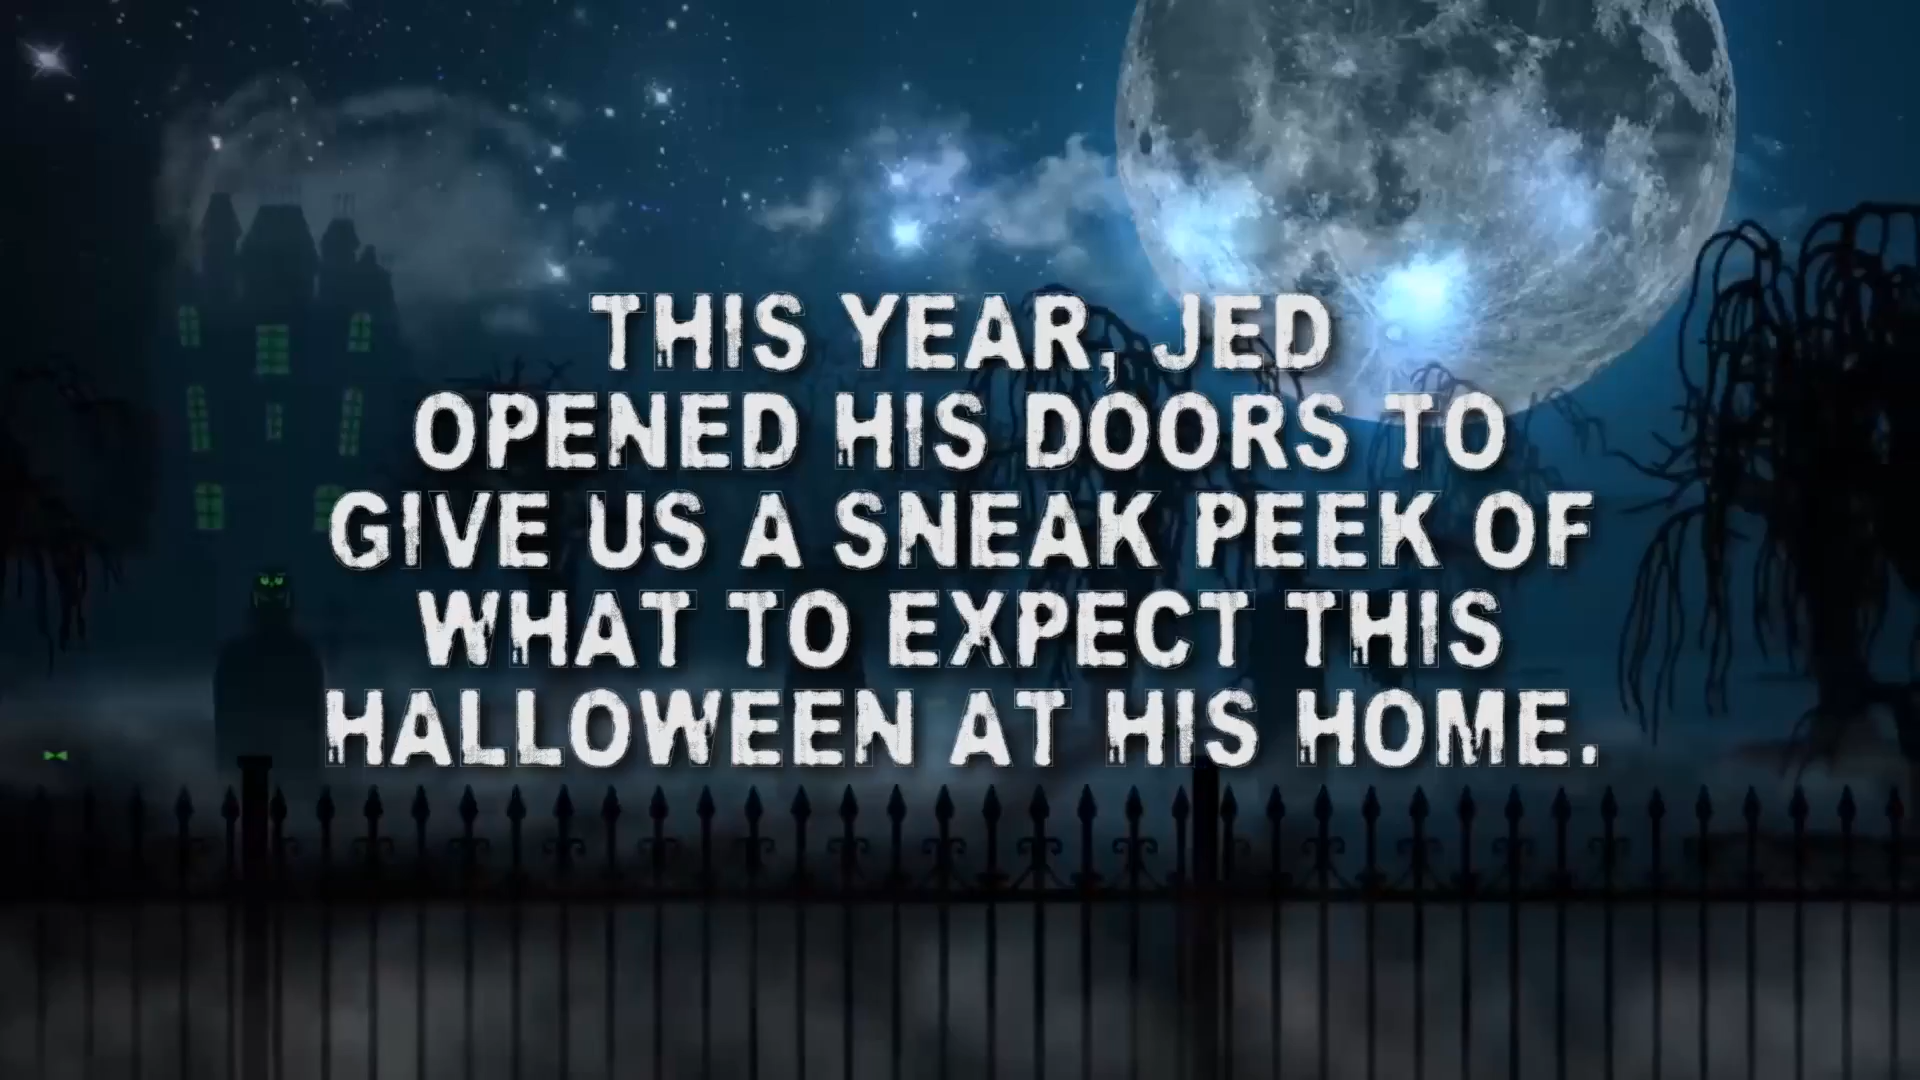 THIS YEAR, JED
OPENED HIS DOORS TO
GIVE US A SNEAK PEEK OF
WHAT TO EXPECT THIS
HALLOWEEN AT HIS HOME.